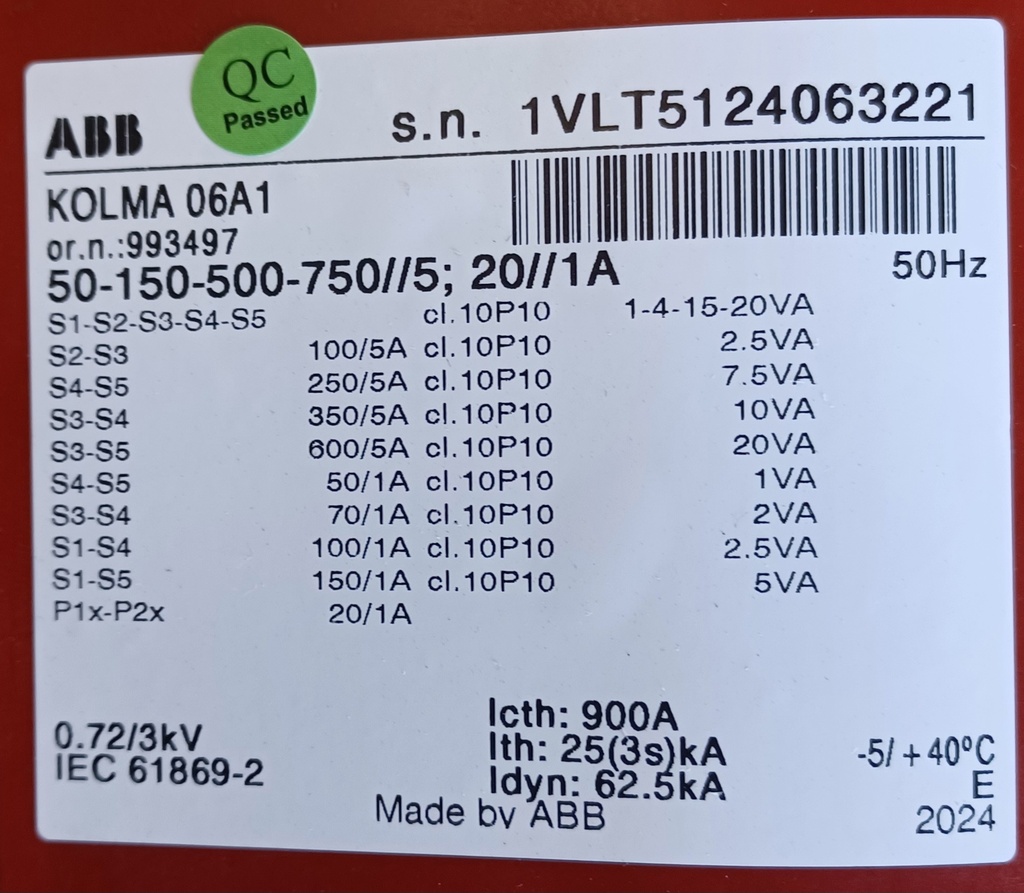 QC
Passed
ABB
s.n. 1VLT5124063221
KOLMA 06A1
or.n.:993497
50-150-500-750//5; 20//1A
50Hz
S1-S2-S3-S4-S5 cl.10P10 1-4-15-20VA
S2-S3 100/5A cl.10P10 2.5VA
S4-S5 250/5A cl.10P10 7.5VA
S3-S4 350/5A cl.10P10 10VA
S3-S5 600/5A cl.10P10 20VA
S4-S5 50/1A cl.10P10 1VA
S3-S4 70/1A cl.10P10 2VA
S1-S4 100/1A cl.10P10 2.5VA
S1-S5 150/1A cl.10P10 5VA
P1x-P2x 20/1A
0.72/3kV
IEC 61869-2
Icth: 900A
Ith: 25(3s)kA
Idyn: 62.5kA
Made by ABB
-5/ + 40ºC
E
2024